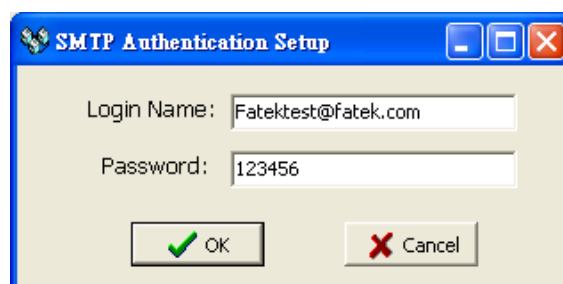 SMTP Authentication Setup
Login Name: Fatektest@fatek.com
Password: 123456
OK Cancel